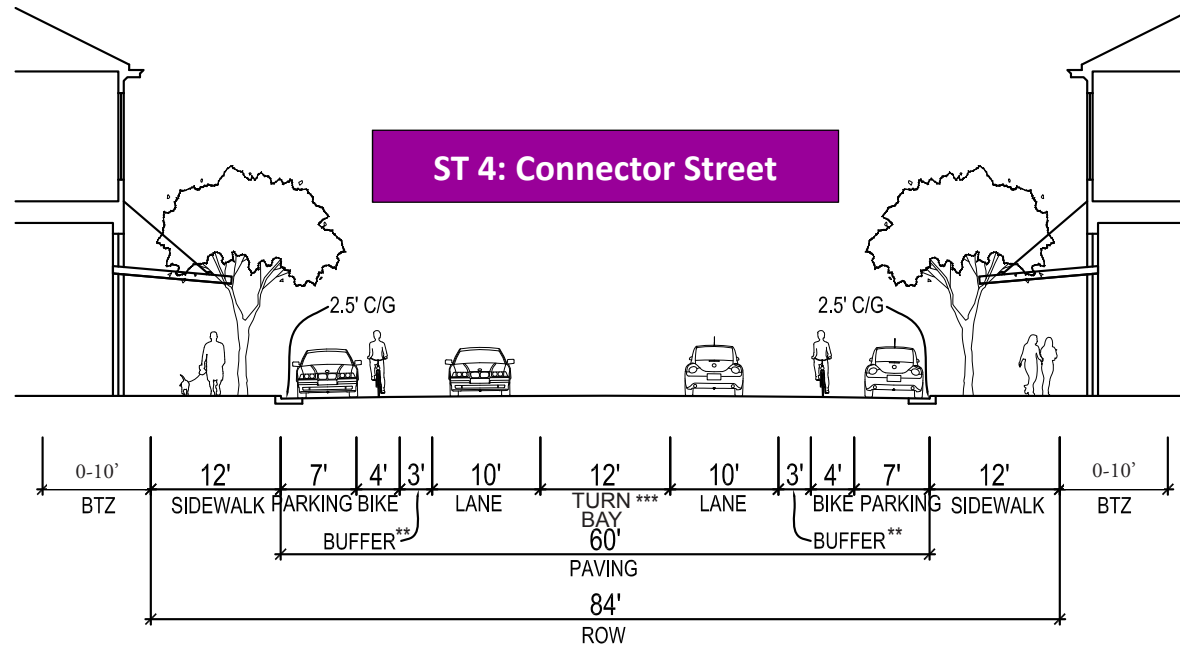 ST 4: Connector Street
2.5' C/G 2.5' C/G
0-10’ 12' 7' 4' 3' 10' 12' 10' 3' 4' 7' 12' 0-10’
BTZ SIDEWALK PARKING BIKE LANE TURN *** LANE BIKE PARKING SIDEWALK BTZ
BAY
BUFFER** 60' BUFFER**
PAVING
84'
ROW